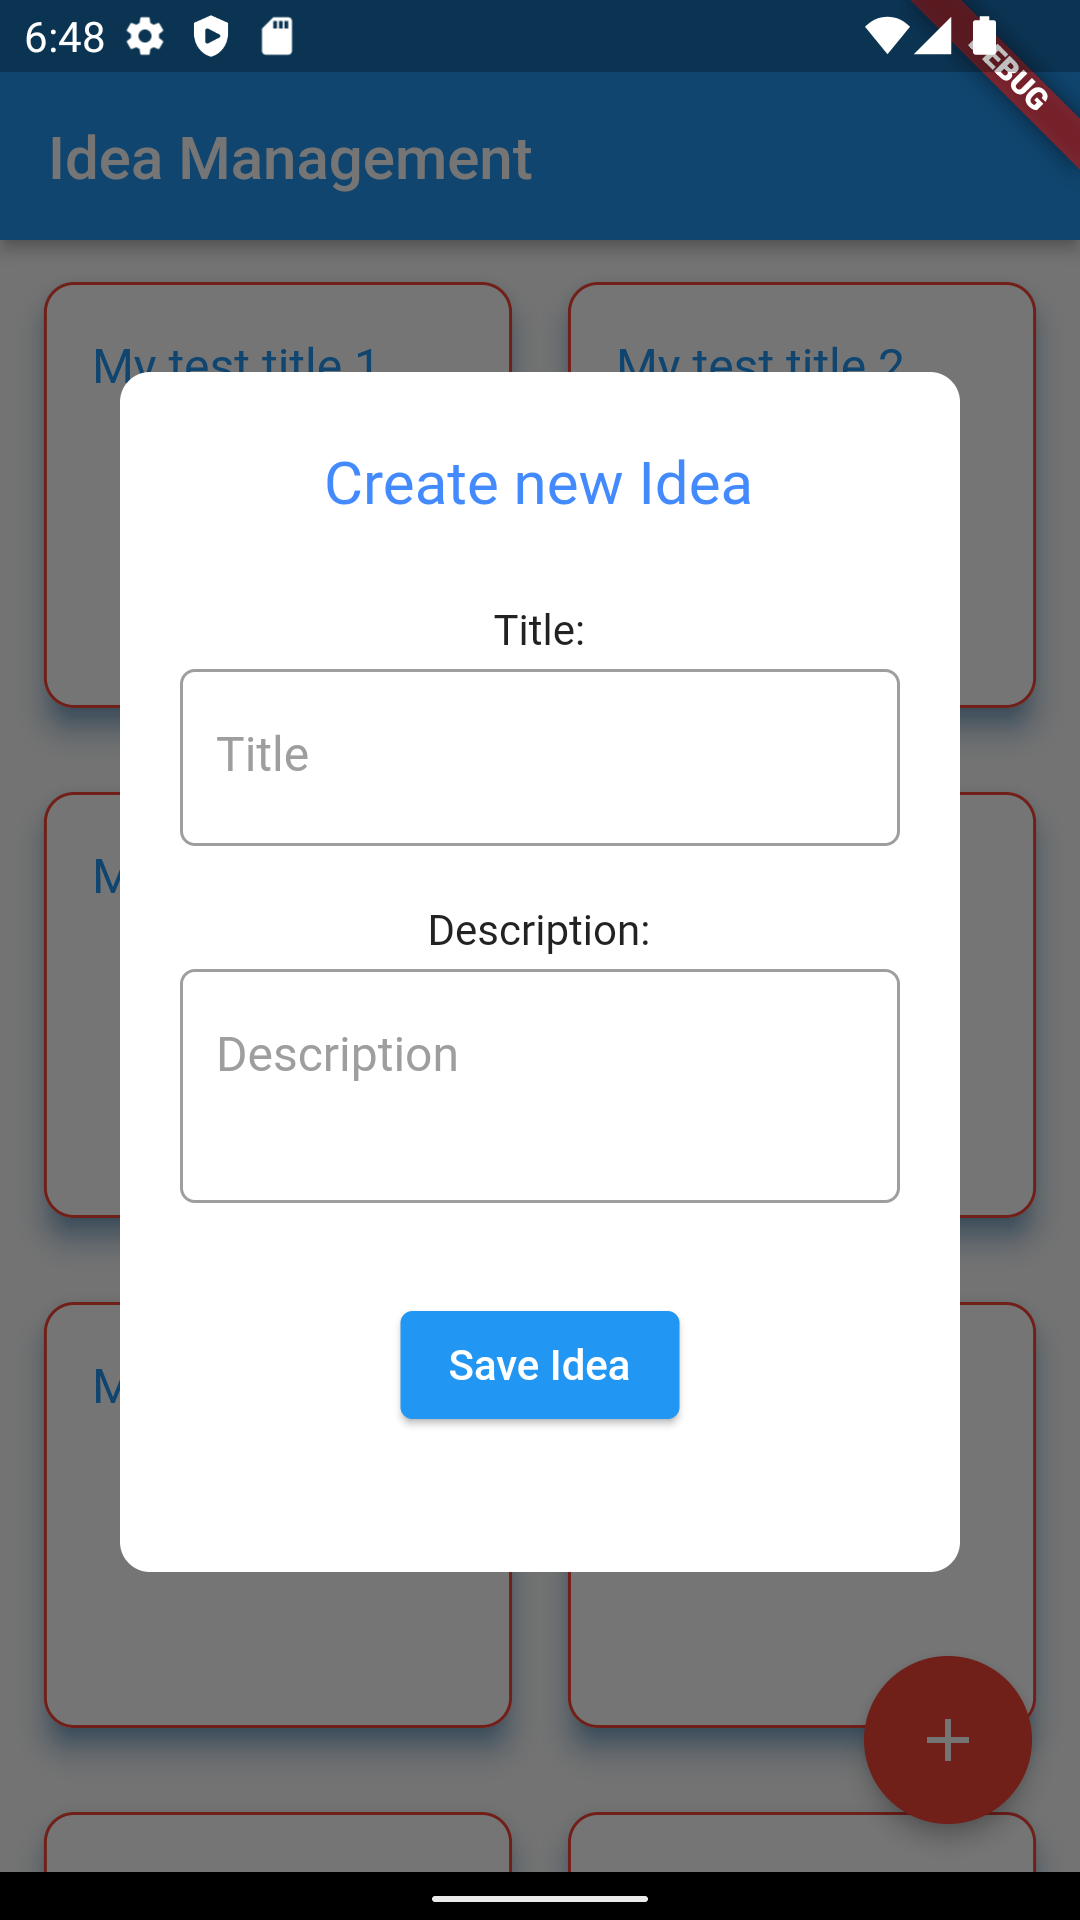 6:48
DEBUG
Idea Management
My test title 1
My test title 2
Create new Idea
Title:
Title
M
Description:
Description
Save Idea
M